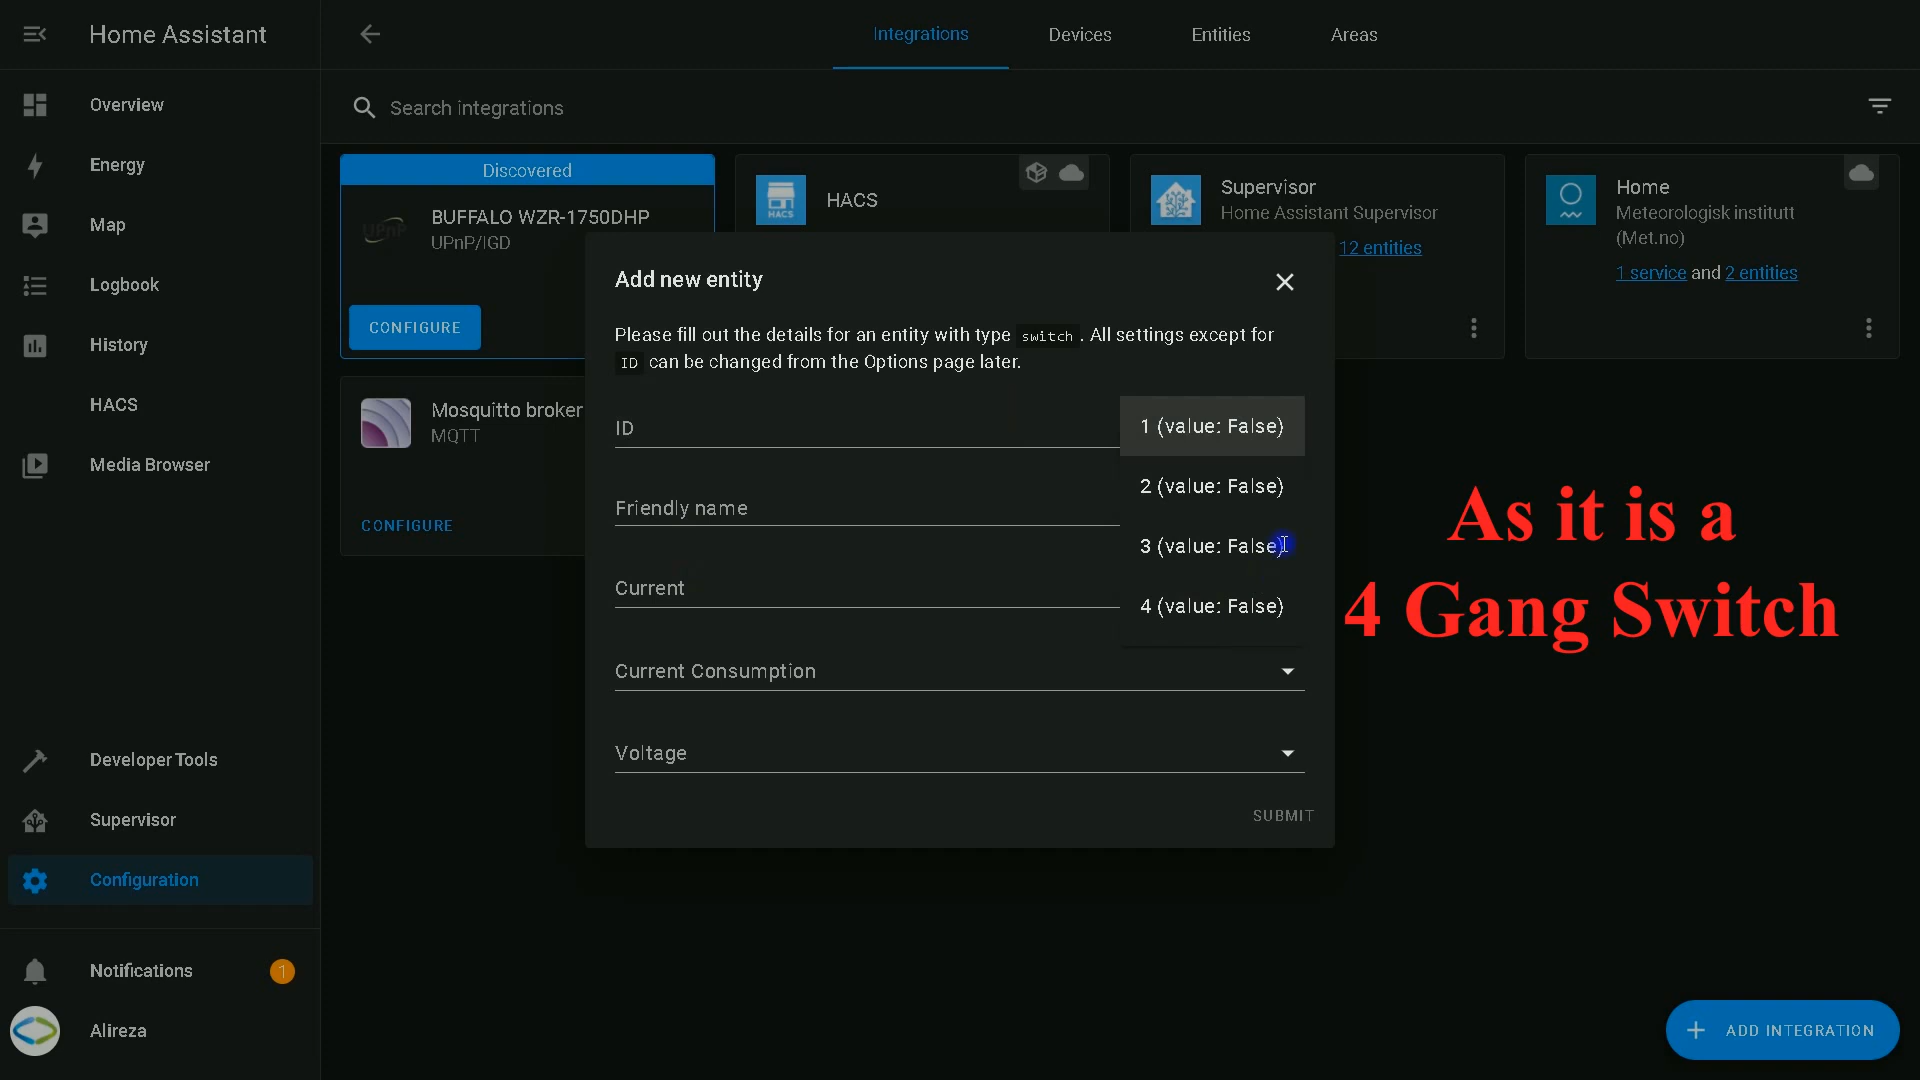 Home Assistant
Integrations
Devices
Entities
Areas
Overview
Energy
Map
Logbook
History
HACS
Media Browser
Developer Tools
Supervisor
Configuration
Notifications
1
Alireza
Search integrations
Discovered
UPnP
BUFFALO WZR-1750DHP
UPnP/IGD
CONFIGURE
HACS
HACS
Supervisor
Home Assistant Supervisor
12 entities
Home
Meteorologisk institutt
(Met.no)
1 service and 2 entities
Mosquitto broker
MQTT
CONFIGURE
Add new entity
Please fill out the details for an entity with type switch . All settings except for
ID can be changed from the Options page later.
ID
1 (value: False)
2 (value: False)
Friendly name
3 (value: False)
Current
4 (value: False)
Current Consumption
Voltage
SUBMIT
As it is a
4 Gang Switch
ADD INTEGRATION